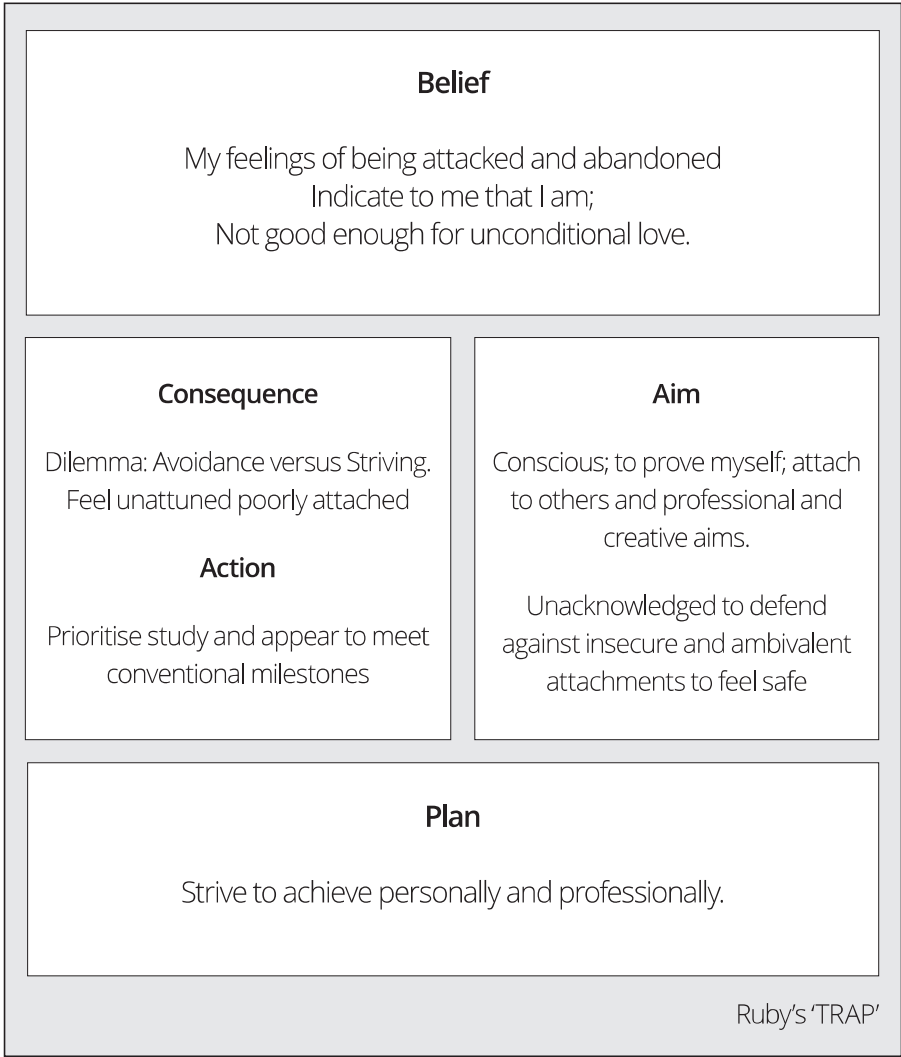 Belief
My feelings of being attacked and abandoned
Indicate to me that I am;
Not good enough for unconditional love.
Consequence
Dilemma: Avoidance versus Striving.
Feel unattuned poorly attached
Action
Prioritise study and appear to meet
conventional milestones
Aim
Conscious; to prove myself; attach
to others and professional and
creative aims.
Unacknowledged to defend
against insecure and ambivalent
attachments to feel safe
Plan
Strive to achieve personally and professionally.
Ruby's 'TRAP'